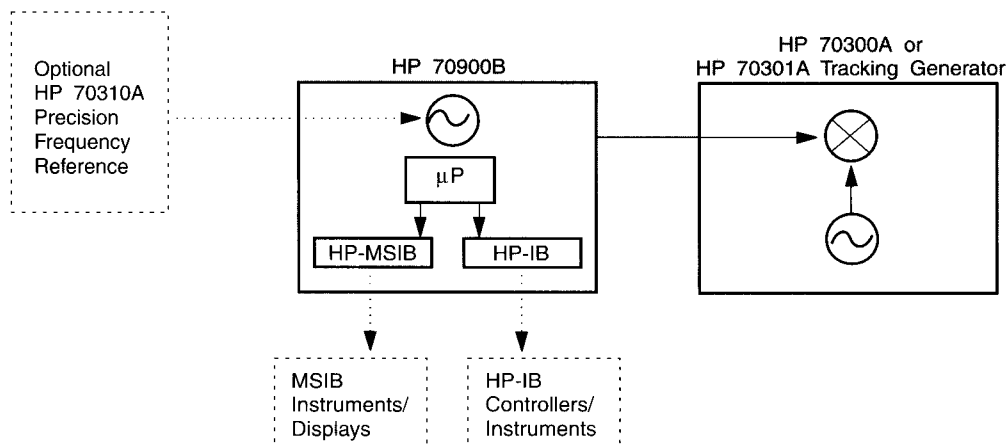 Optional
HP 70310A
Precision
Frequency
Reference
HP 70900B
μP
HP-MSIB
HP-IB
HP 70300A or
HP 70301A Tracking Generator
MSIB
Instruments/
Displays
HP-IB
Controllers/
Instruments